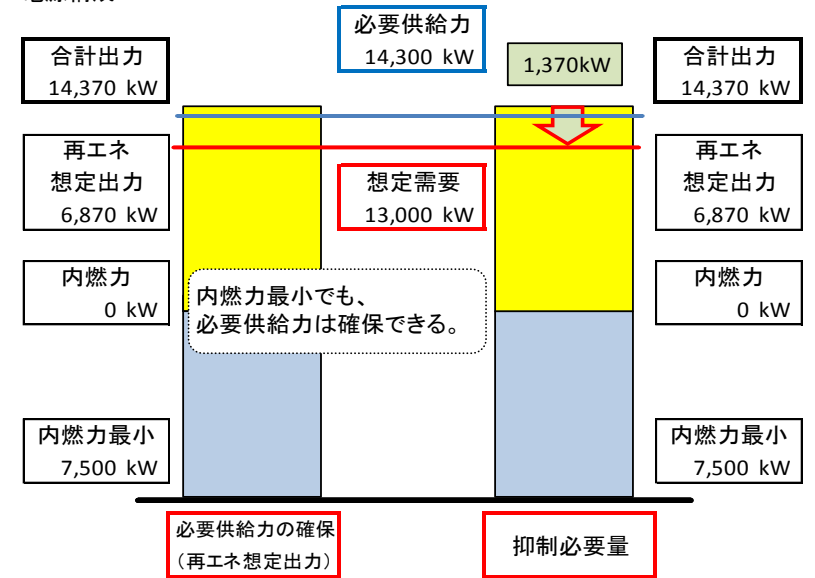 必要供給力
14,300 kW
合計出力
14,370 kW
1,370kW
合計出力
14,370 kW
再エネ
想定出力
6,870 kW
想定需要
13,000 kW
再エネ
想定出力
6,870 kW
内燃力
0 kW
内燃力最小でも、
必要供給力は確保できる。
内燃力
0 kW
内燃力最小
7,500 kW
内燃力最小
7,500 kW
必要供給力の確保
(再エネ想定出力)
抑制必要量